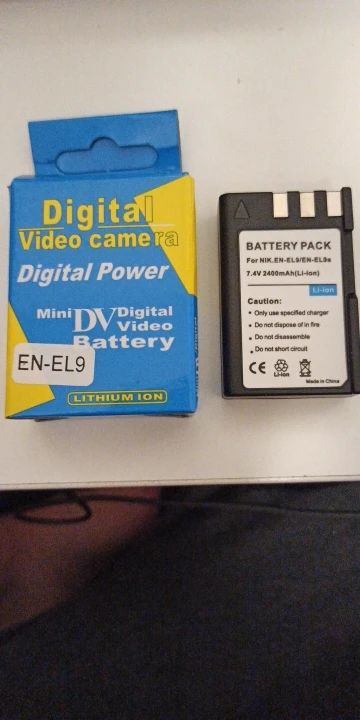 Digital
Video camera
Digital Power
Mini DV Digital
Video
Battery
EN-EL9
LITHIUM ION
BATTERY PACK
For NIK.EN-EL9/EN-EL9e
7.4V 2400mAh(Li-ion)
Li-ion
Caution:
• Only use specified charger
• Do not dispose of in fire
• Do not disassemble
• Do not short circuit
CE
Li-ion
Made in China